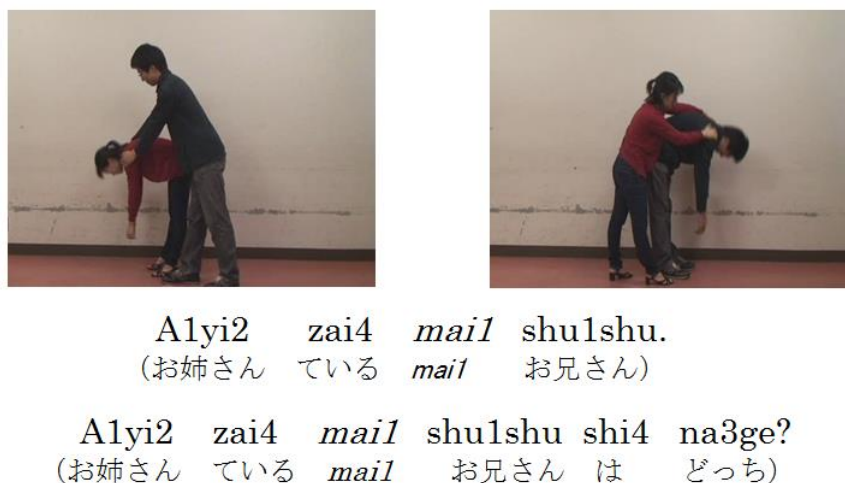 A1yi2 zai4 mai1 shu1shu.
(お姉さん ている mai1 お兄さん)
A1yi2 zai4 mai1 shu1shu shi4 na3ge?
(お姉さん ている mai1 お兄さん は どっち)